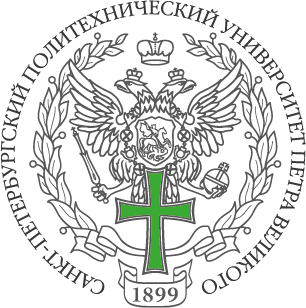 САНКТ-ПЕТЕРБУРГСКИЙ ПОЛИТЕХНИЧЕСКИЙ УНИВЕРСИТЕТ ПЕТРА ВЕЛИКОГО
1899